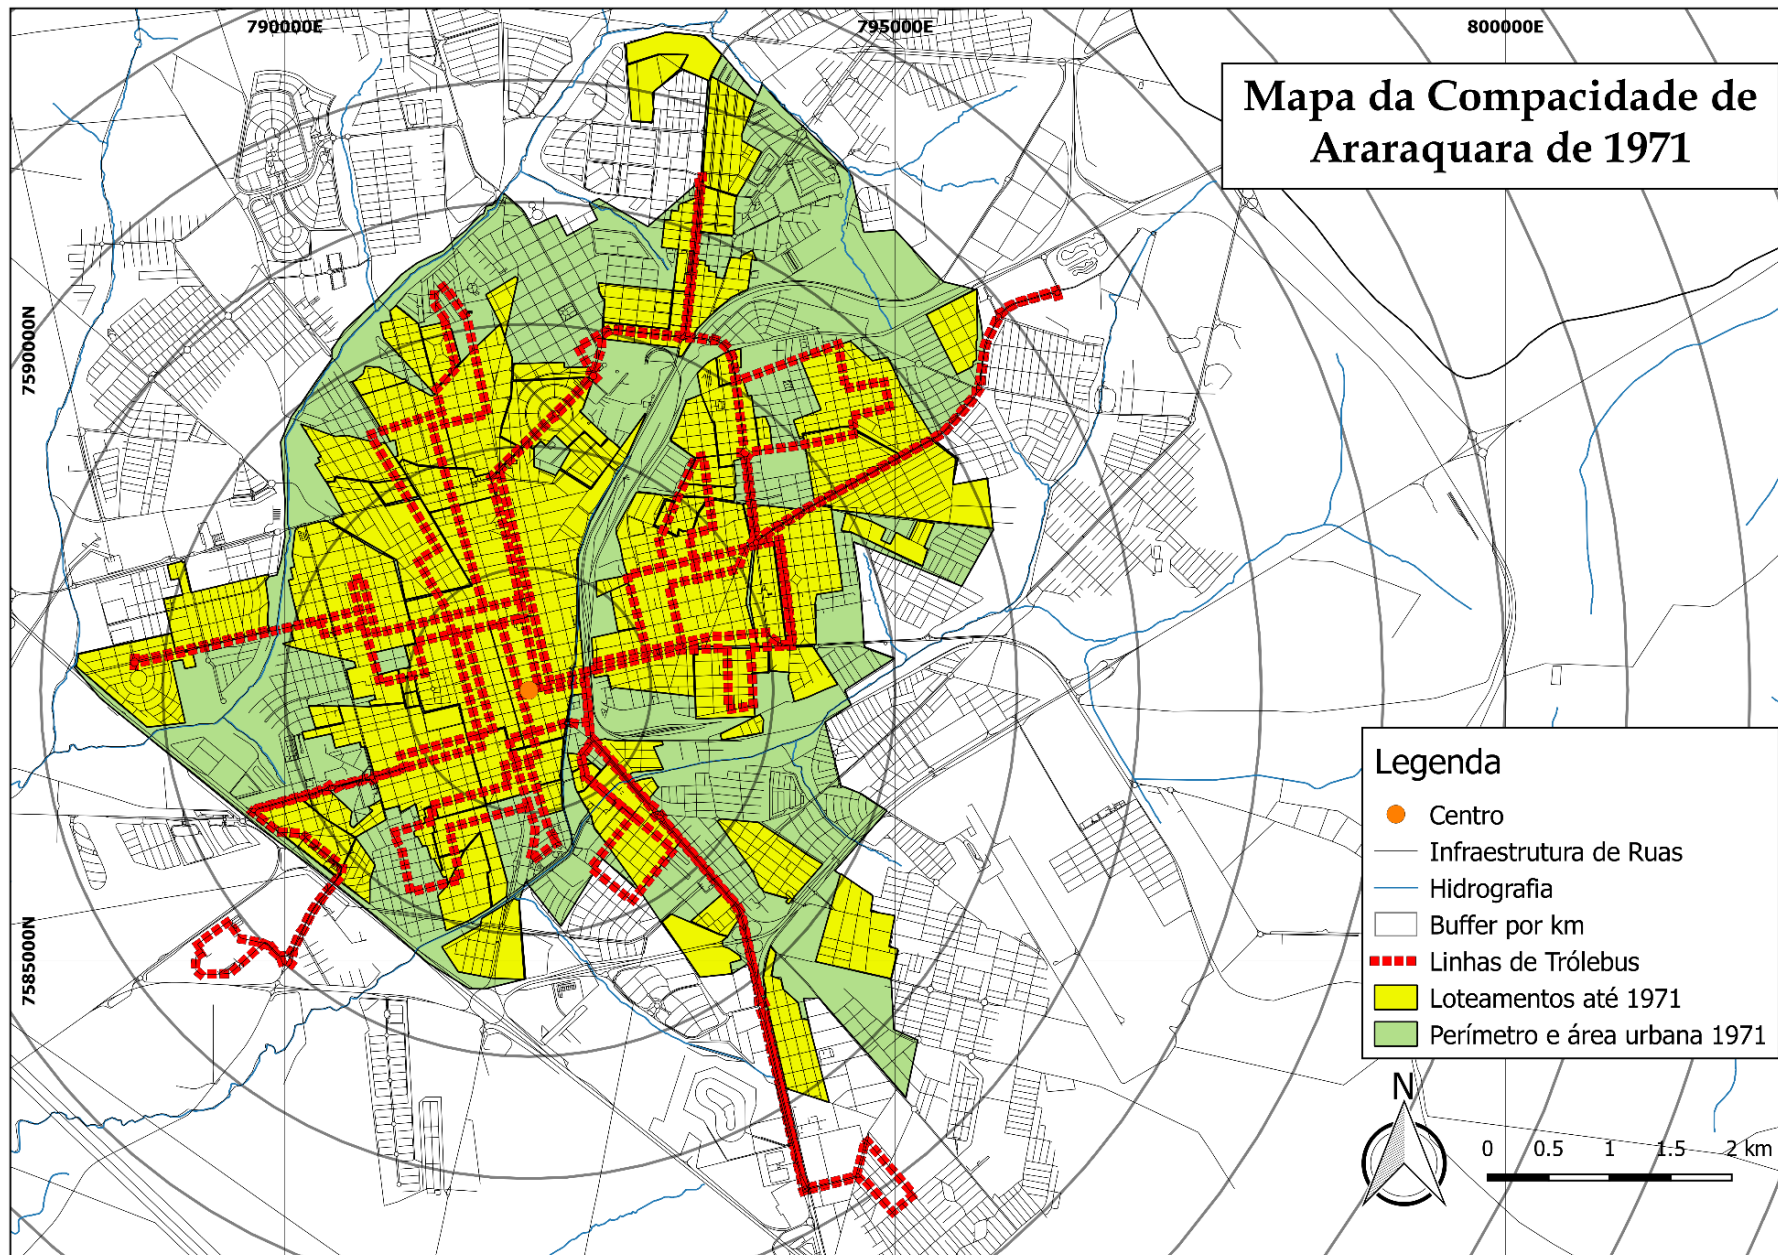 790000E
795000E
800000E
Mapa da Compacidade de
Araraquara de 1971
7590000N
7585000N
Legenda
Centro
Infraestrutura de Ruas
Hidrografia
Buffer por km
Linhas de Trólebus
Loteamentos até 1971
Perímetro e área urbana 1971
N
0 0.5 1 1.5 2 km